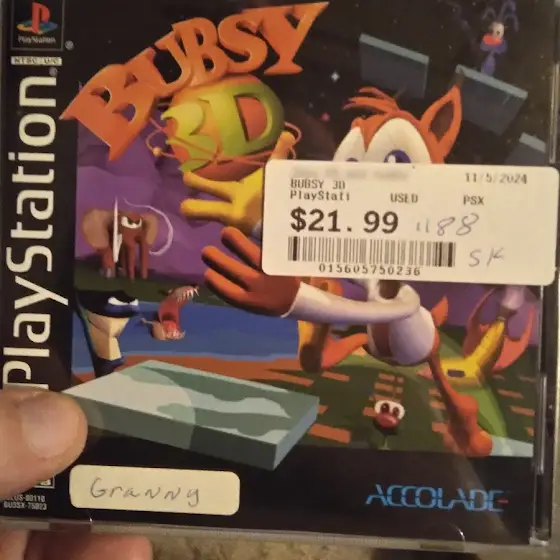 PlayStation
NTSC U/C
PlayStation
BUBSY
3D
11/5/2024
BUBSY 3D
PlayStati USED PSX
$21.99 1188
SK
015605750236
Granny
ACCOLADE